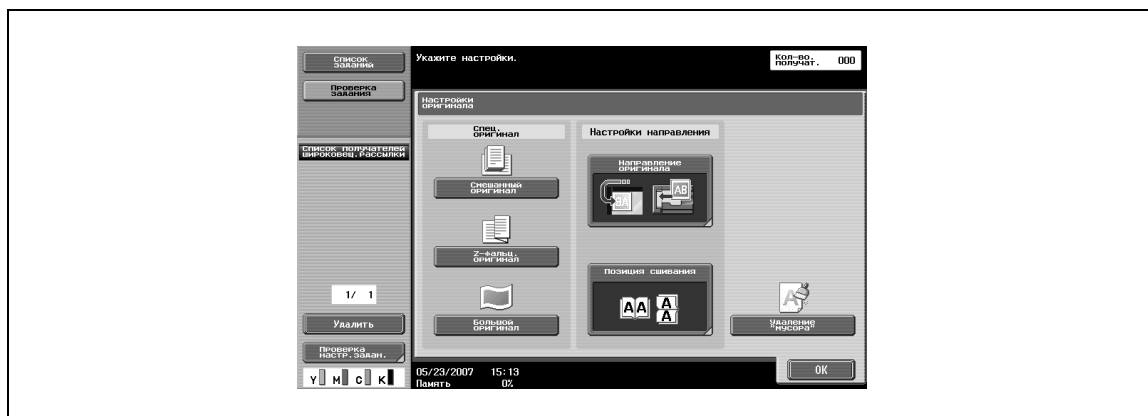 Список
заданий
Проверка
задания
Список получателей
широковещ.рассылки
1/ 1
Удалить
Проверка
настр.задан.
Y M C K
Укажите настройки.
Кол-во.
получат. 000
Настройки
оригинала
Спец.
оригинал
Смешанный
оригинал
Z-фальц.
оригинал
Большой
оригинал
Настройки направления
Направление
оригинала
AB
AB
Позиция сшивания
A A
A
A
A
Удаление
"мусора"
05/23/2007 15:13
Память 0%
OK